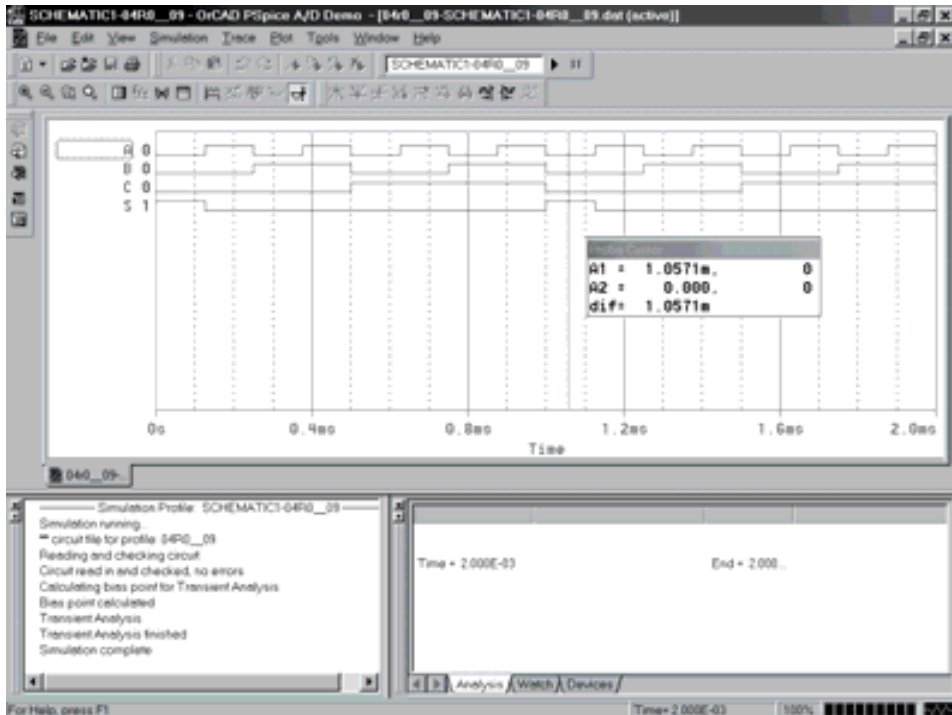 SCHEMATIC1-04R0__09 - OrCAD PSpice A/D Demo - [04r0__09-SCHEMATIC1-04R0__09.dat (active)]
File Edit View Simulation Trace Plot Tools Window Help
SCHEMATIC1-04R0__09
A 0
B 0
C 0
S 1
Probe Cursor
A1 = 1.0571m, 0
A2 = 0.000, 0
dif= 1.0571m
0s 0.4ms 0.8ms 1.2ms 1.6ms 2.0ms
Time
04r0__09-...
Simulation Profile: SCHEMATIC1-04R0__09
Simulation running...
** circuit file for profile: 04R0__09
Reading and checking circuit
Circuit read in and checked, no errors
Calculating bias point for Transient Analysis
Bias point calculated
Transient Analysis
Transient Analysis finished
Simulation complete
Time = 2.000E-03 End = 2.000...
Analysis Watch Devices
For Help, press F1 Time= 2.000E-03 100%